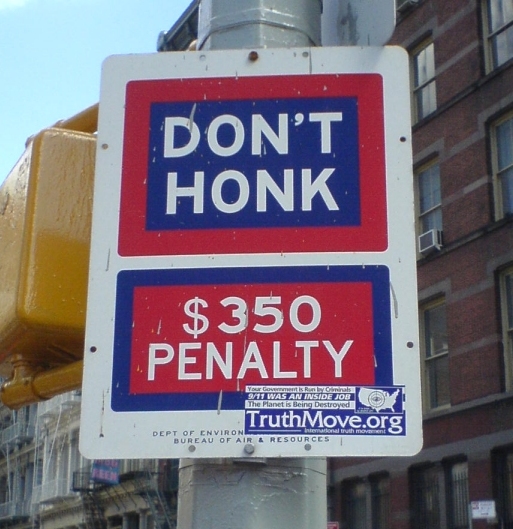 DON'T
HONK
$350
PENALTY
Your Government is Run by Criminals
9/11 WAS AN INSIDE JOB
The Planet is Being Destroyed
TruthMove.org
international truth movement
DEPT OF ENVIRON
BUREAU OF AIR & RESOURCES